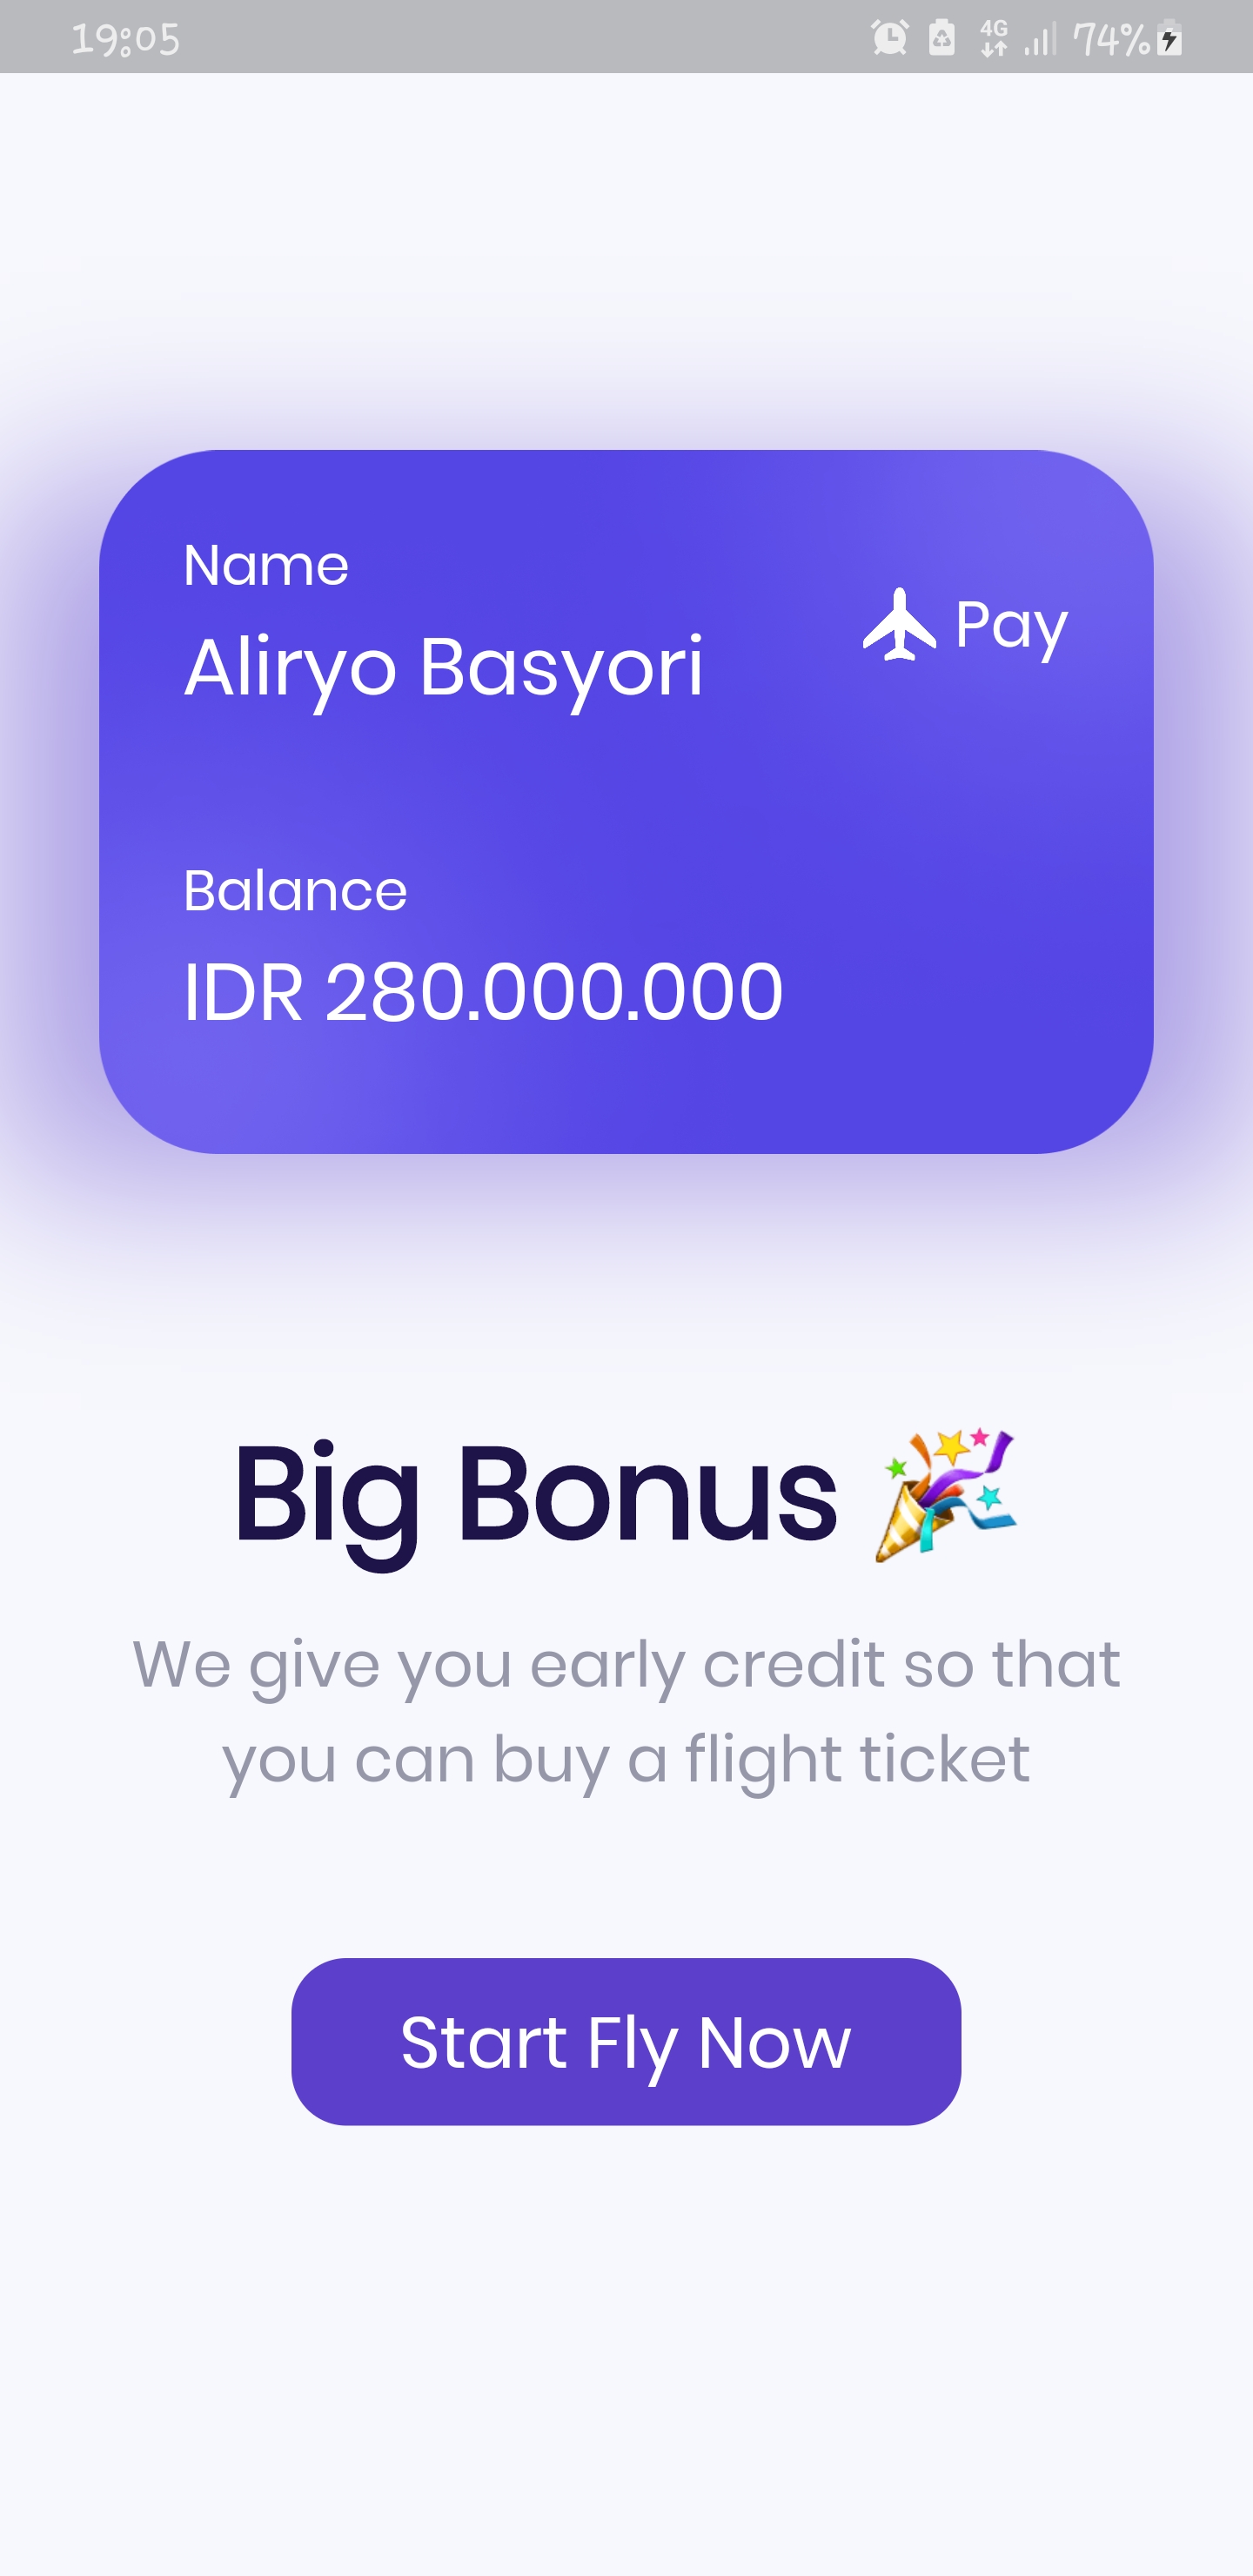 19:05 4G 74%
Name
Aliryo Basyori
Pay
Balance
IDR 280.000.000
Big Bonus 🎉
We give you early credit so that
you can buy a flight ticket
Start Fly Now